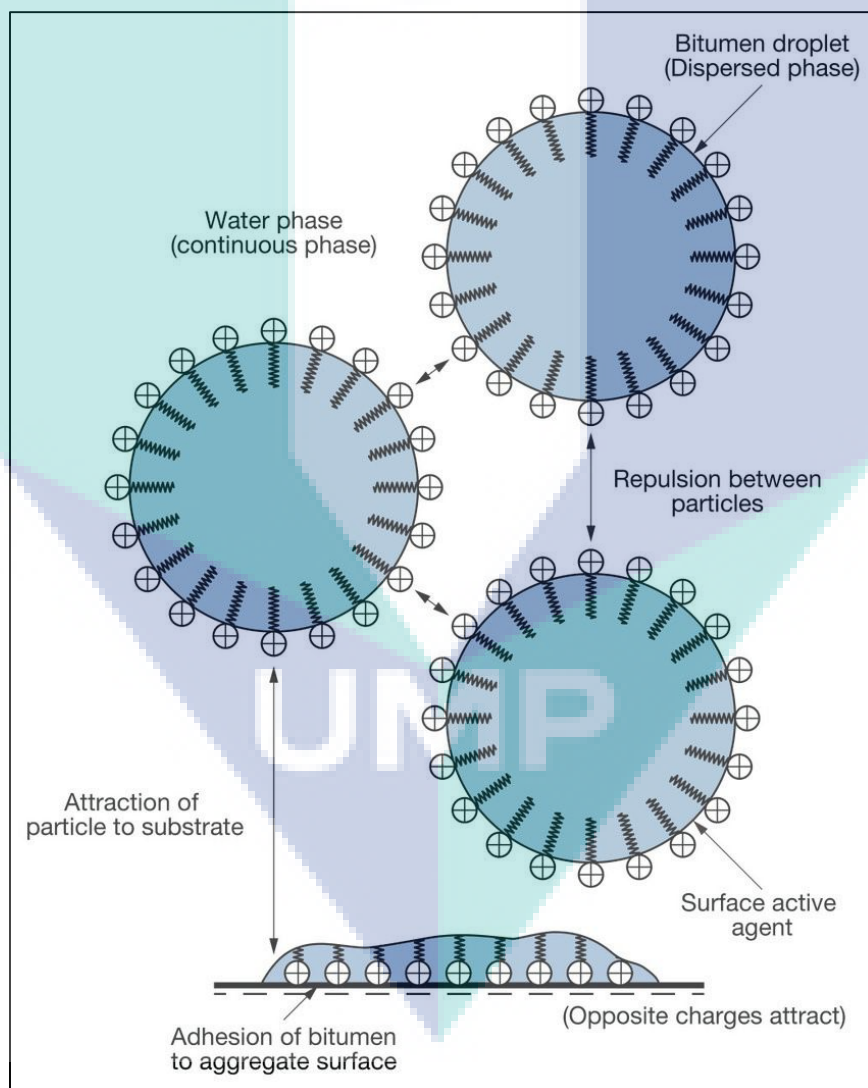 Bitumen droplet
(Dispersed phase)
Water phase
(continuous phase)
Repulsion between
particles
UMP
Attraction of
particle to substrate
Surface active
agent
(Opposite charges attract)
Adhesion of bitumen
to aggregate surface